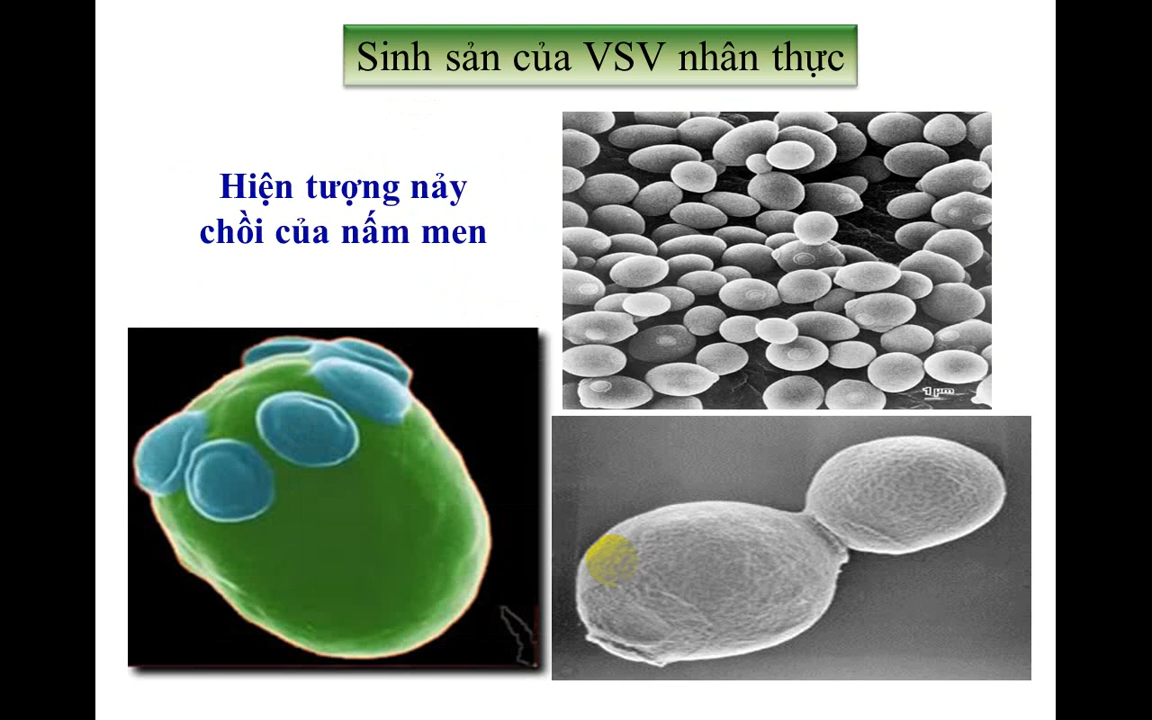 Sinh sản của VSV nhân thực
Hiện tượng nảy
chồi của nấm men
1 µm